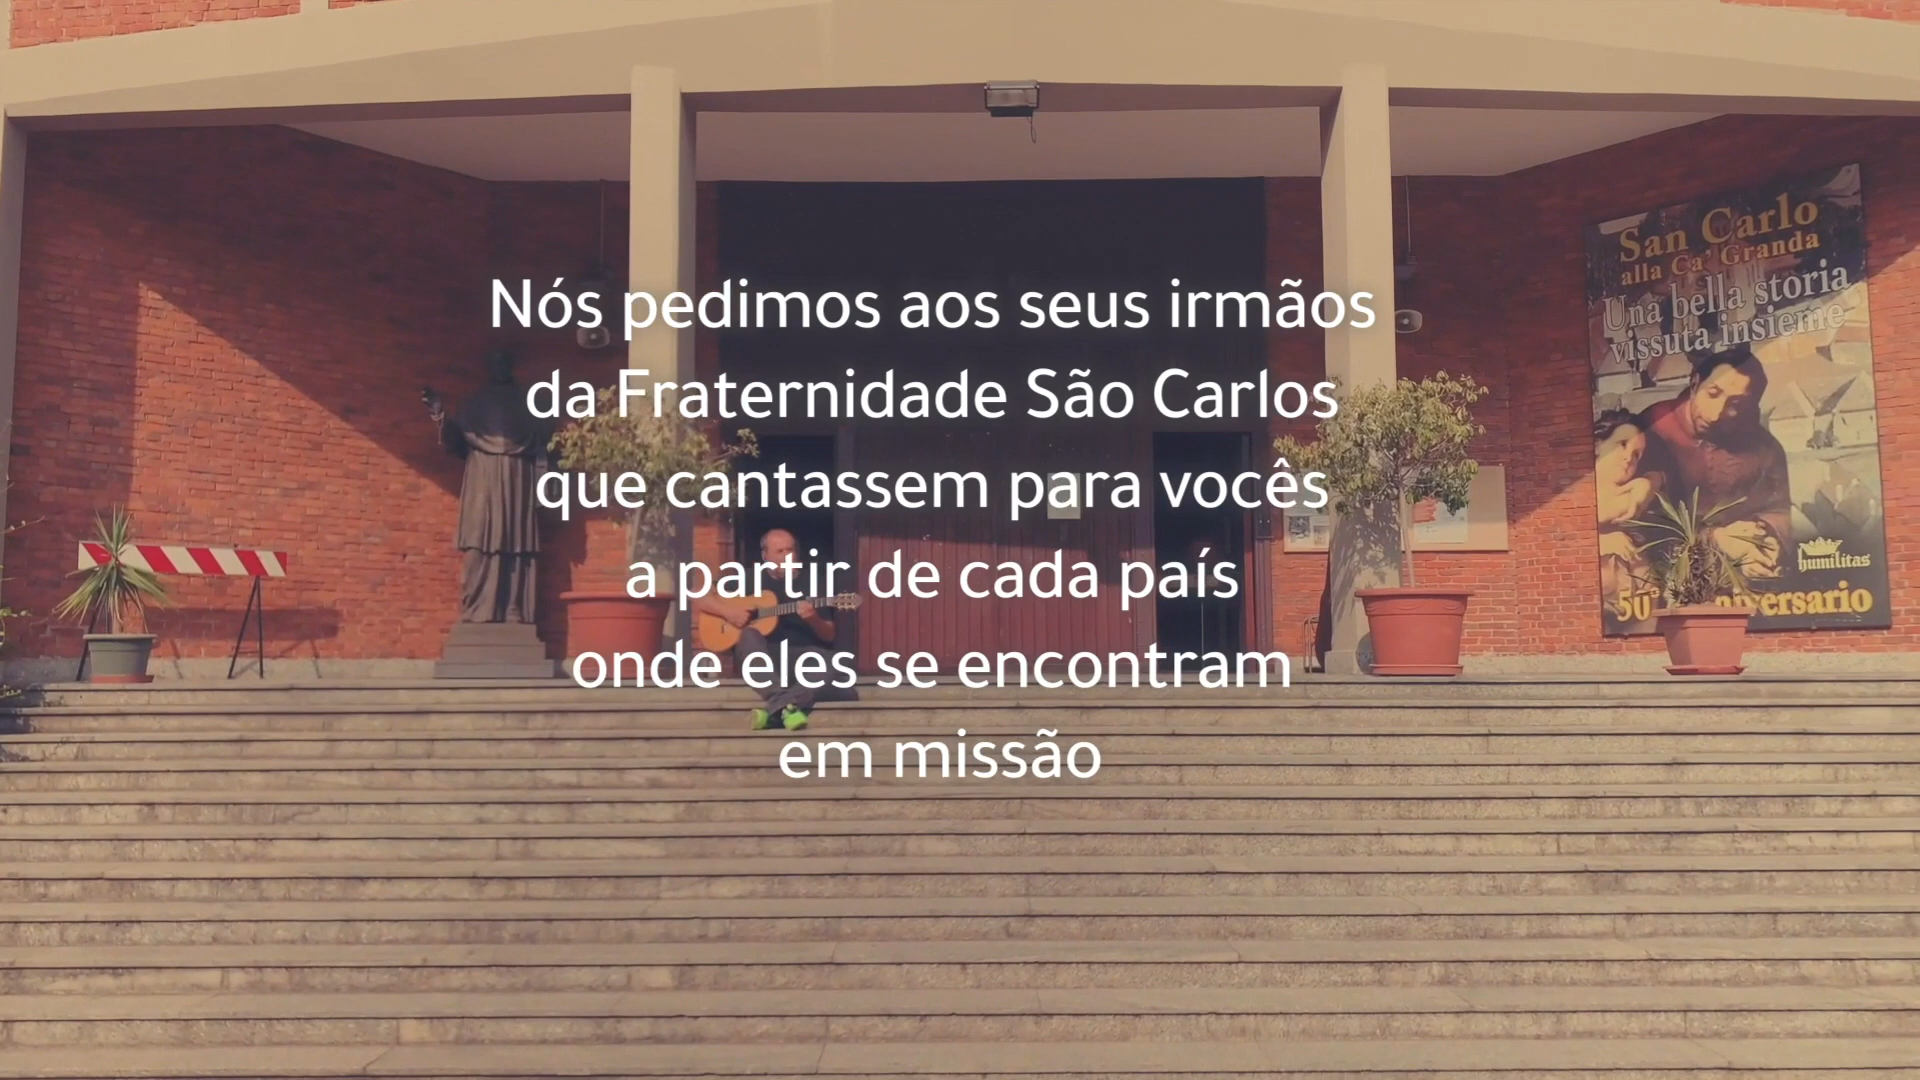 Nós pedimos aos seus irmãos
da Fraternidade São Carlos
que cantassem para vocês
a partir de cada país
onde eles se encontram
em missão
San Carlo
alla Ca' Granda
Una bella storia
vissuta insieme
humilitas
50°